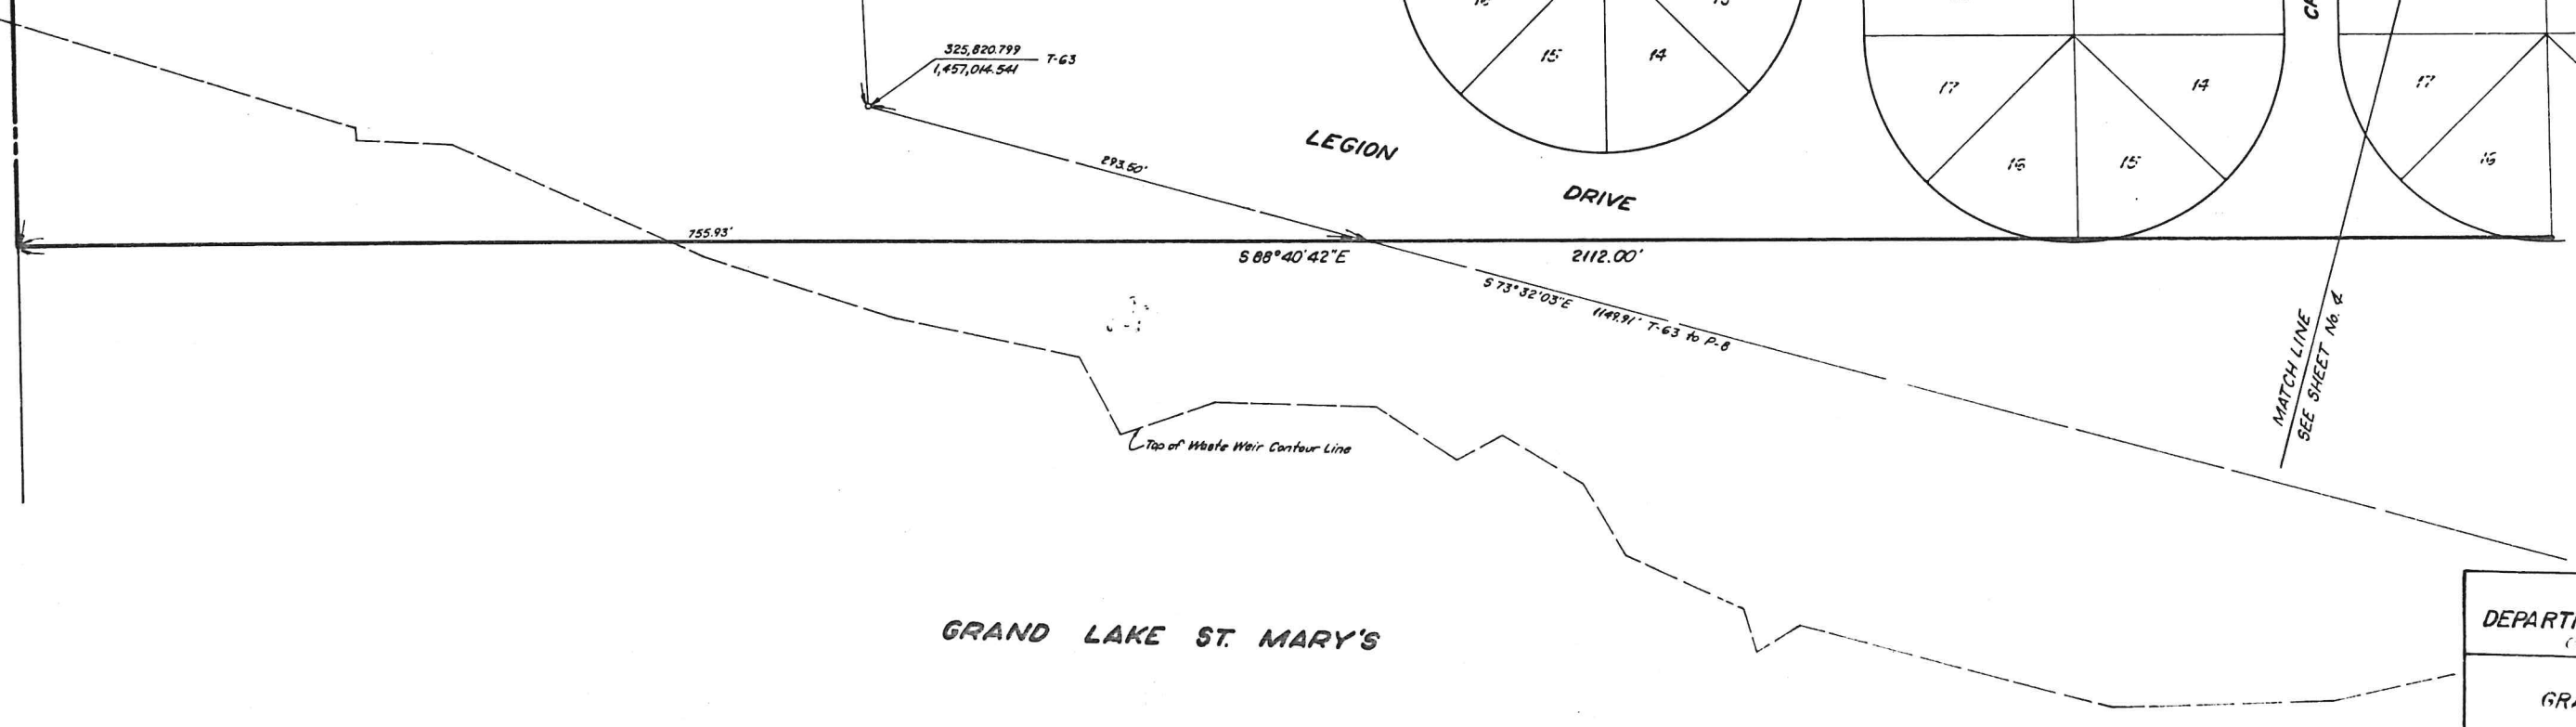 325,820.799
1,457,014.541
T-63
15
14
17
14
16
15
17
16
LEGION
DRIVE
293.50'
755.93'
S 88°40'42"E
2112.00'
S 73°32'03"E 1149.91' T-63 to P-8
MATCH LINE
SEE SHEET No. 4
Top of Waste Weir Contour Line
GRAND LAKE ST. MARY'S